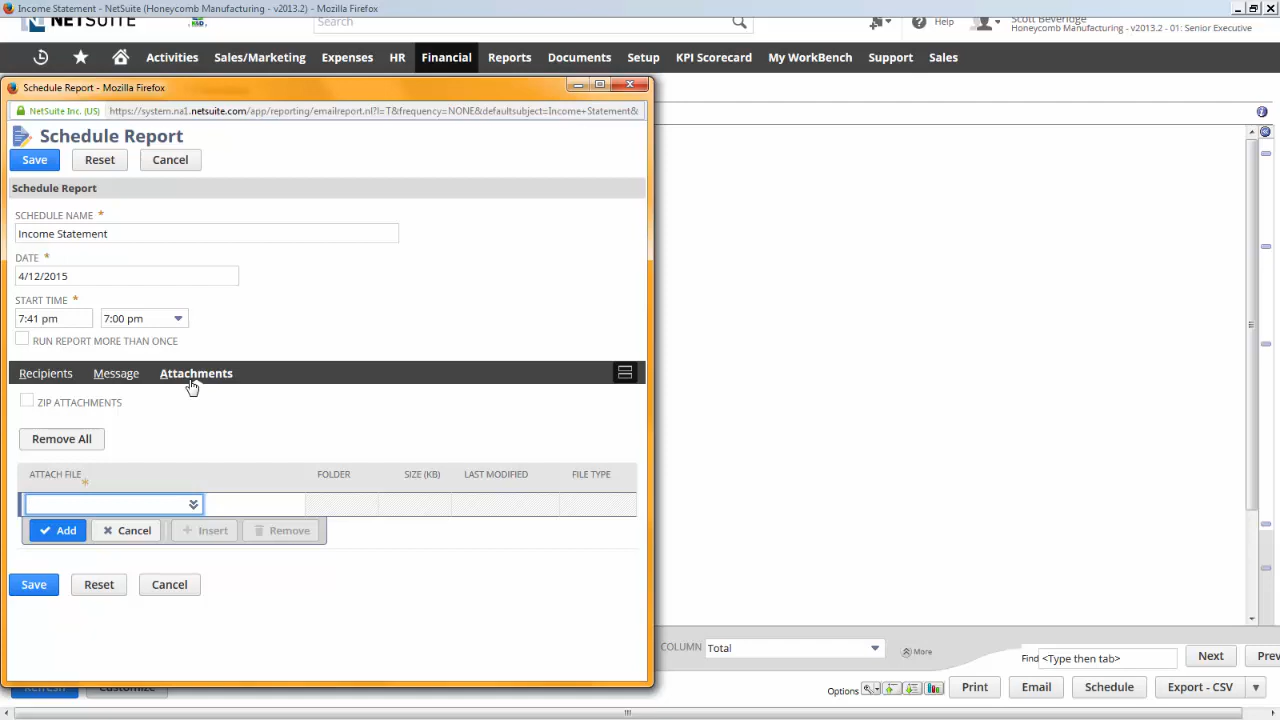 Income Statement - NetSuite (Honeycomb Manufacturing - v2013.2) - Mozilla Firefox
NETSUITE
Search
Help
Scott Beveridge
Honeycomb Manufacturing - v2013.2 - 01: Senior Executive
Activities Sales/Marketing Expenses HR Financial Reports Documents Setup KPI Scorecard My WorkBench Support Sales
Schedule Report - Mozilla Firefox
NetSuite Inc. (US) https://system.na1.netsuite.com/app/reporting/emailreport.nl?l=T&frequency=NONE&defaultsubject=Income+Statement&
Schedule Report
Save Reset Cancel
Schedule Report
SCHEDULE NAME *
Income Statement
DATE *
4/12/2015
START TIME *
7:41 pm 7:00 pm
RUN REPORT MORE THAN ONCE
Recipients Message Attachments
ZIP ATTACHMENTS
Remove All
ATTACH FILE * FOLDER SIZE (KB) LAST MODIFIED FILE TYPE
Add Cancel Insert Remove
Save Reset Cancel
COLUMN Total More
Find <Type then tab> Next Prev
Refresh Customize
Options Print Email Schedule Export - CSV